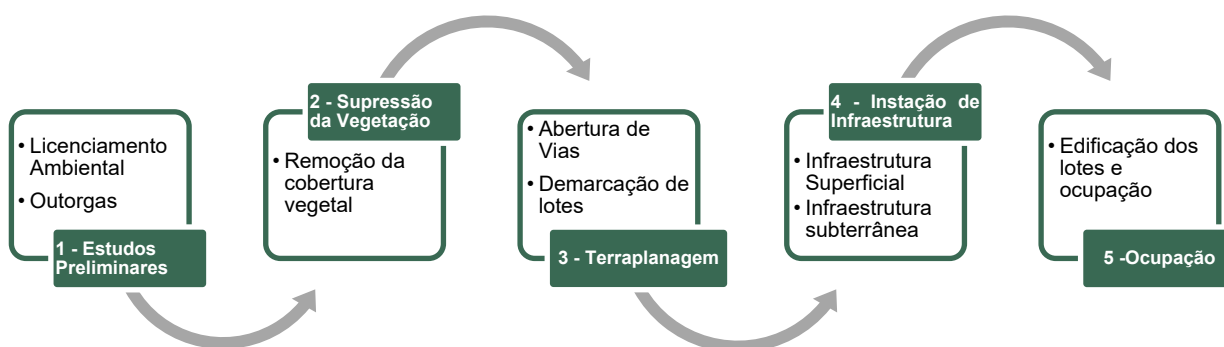 • Licenciamento
Ambiental
• Outorgas
1 - Estudos
Preliminares
2 - Supressão
da Vegetação
• Remoção da
cobertura
vegetal
• Abertura de
Vias
• Demarcação de
lotes
3 - Terraplanagem
4 - Instação de
Infraestrutura
• Infraestrutura
Superficial
• Infraestrutura
subterrânea
• Edificação dos
lotes e
ocupação
5 -Ocupação